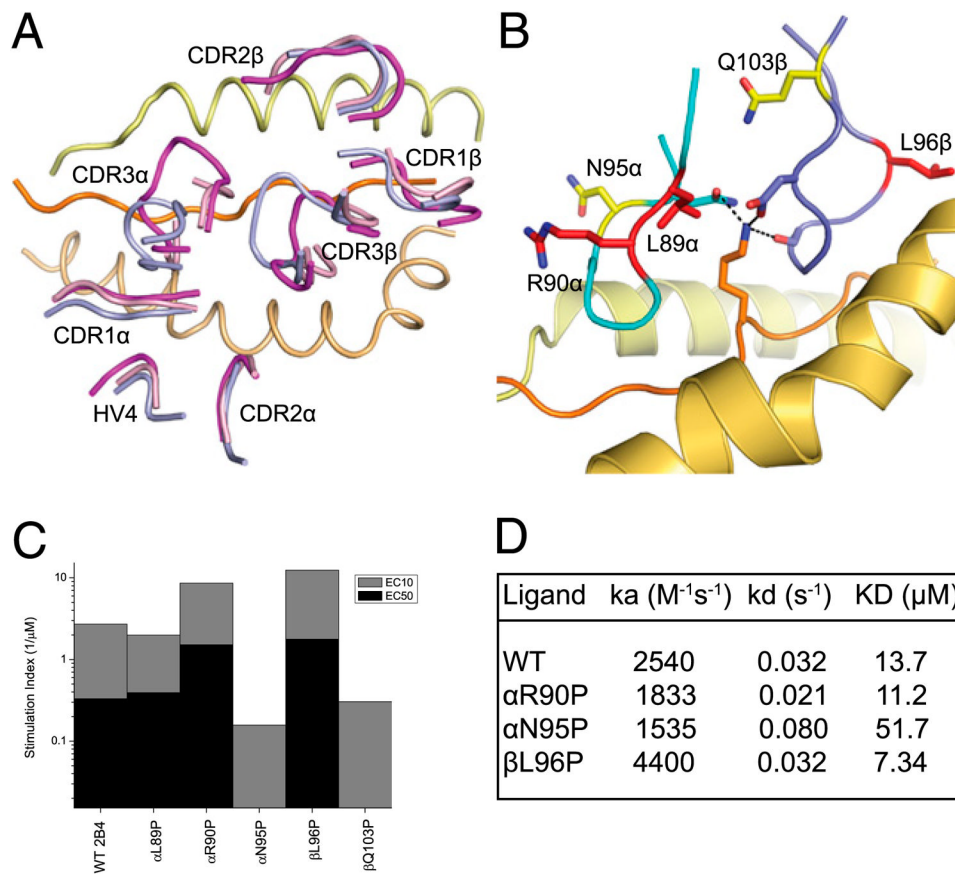 A
CDR2β
CDR3α
CDR1β
CDR3β
CDR1α
HV4
CDR2α
B
Q103β
L96β
N95α
L89α
R90α
C
Stimulation Index (1/μM)
10
1
0.1
EC10
EC50
WT 2B4
αL89P
αR90P
αN95P
βL96P
βQ103P
D
Ligand ka (M⁻¹s⁻¹) kd (s⁻¹) KD (μM)
WT 2540 0.032 13.7
αR90P 1833 0.021 11.2
αN95P 1535 0.080 51.7
βL96P 4400 0.032 7.34